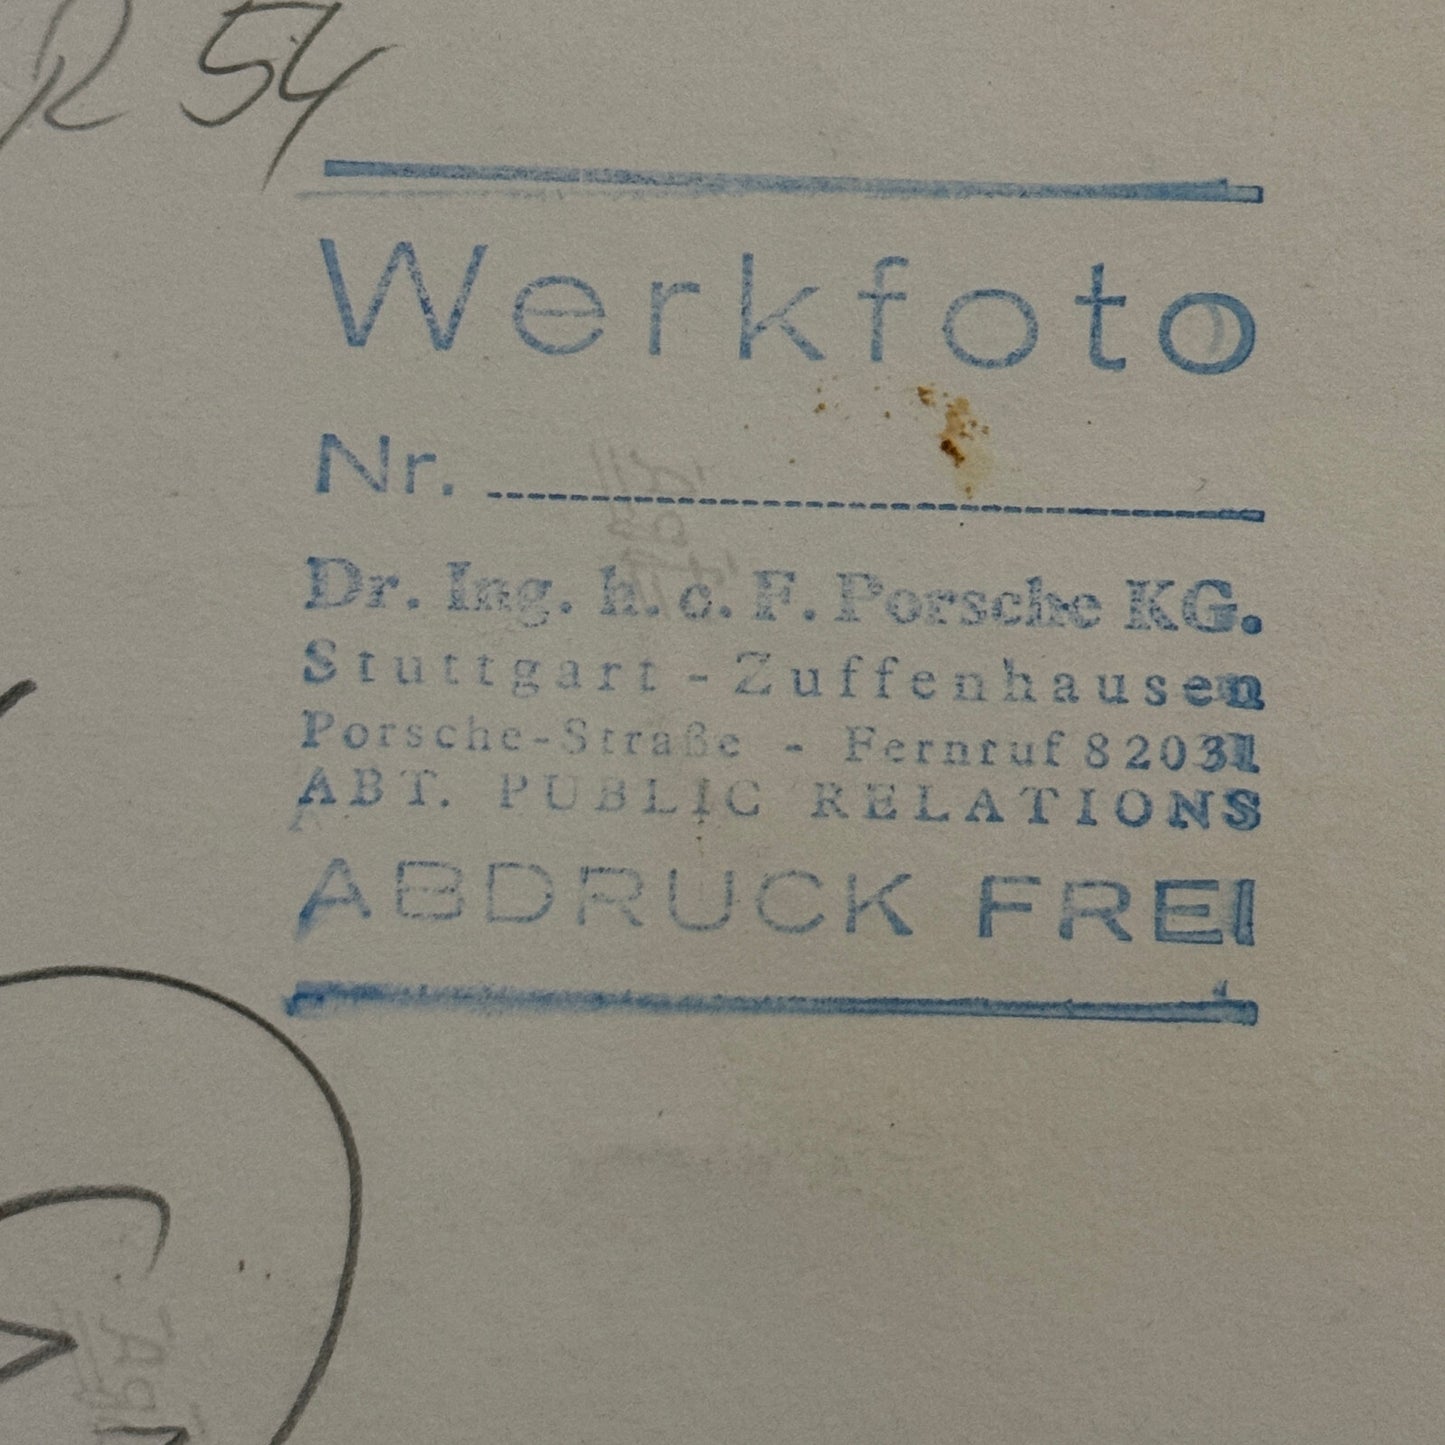 R 54
Werkfoto
Nr.
Dr. Ing. h. c. F. Porsche KG.
Stuttgart - Zuffenhausen
Porsche-Straße - Fernruf 82031
ABT. PUBLIC RELATIONS
ABDRUCK FREI